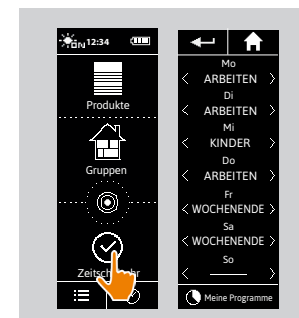 12:34
Produkte
Gruppen
Mo
ARBEITEN
Di
ARBEITEN
Mi
KINDER
Do
ARBEITEN
Fr
WOCHENENDE
Sa
WOCHENENDE
So
Meine Programme